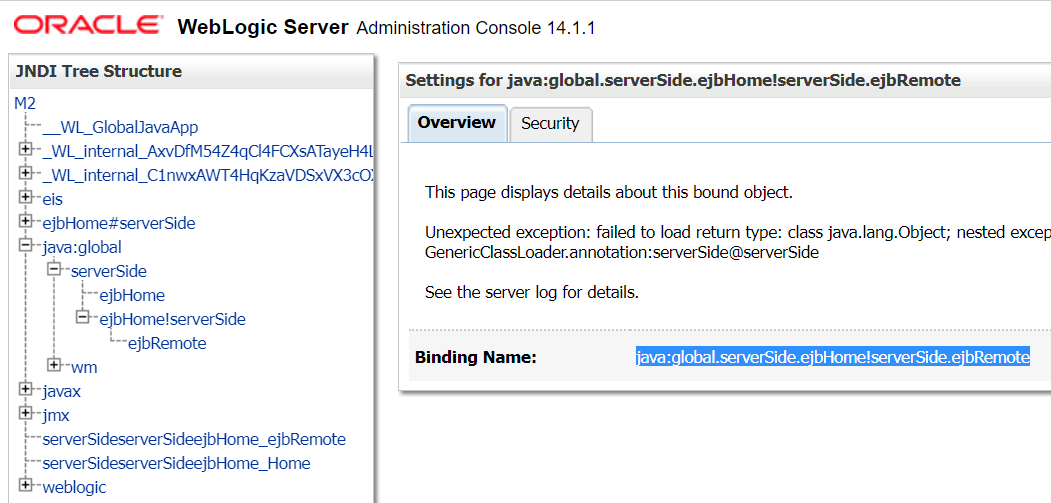 ORACLE WebLogic Server Administration Console 14.1.1
JNDI Tree Structure
M2
__WL_GlobalJavaApp
_WL_internal_AxvDfM54Z4qCl4FCXsATayeH4L
_WL_internal_C1nwxAWT4HqKzaVDSxVX3cOX
eis
ejbHome#serverSide
java:global
serverSide
ejbHome
ejbHome!serverSide
ejbRemote
wm
javax
jmx
serverSideserverSideejbHome_ejbRemote
serverSideserverSideejbHome_Home
weblogic
Settings for java:global.serverSide.ejbHome!serverSide.ejbRemote
Overview Security
This page displays details about this bound object.
Unexpected exception: failed to load return type: class java.lang.Object; nested excep
GenericClassLoader.annotation:serverSide@serverSide
See the server log for details.
Binding Name: java:global.serverSide.ejbHome!serverSide.ejbRemote